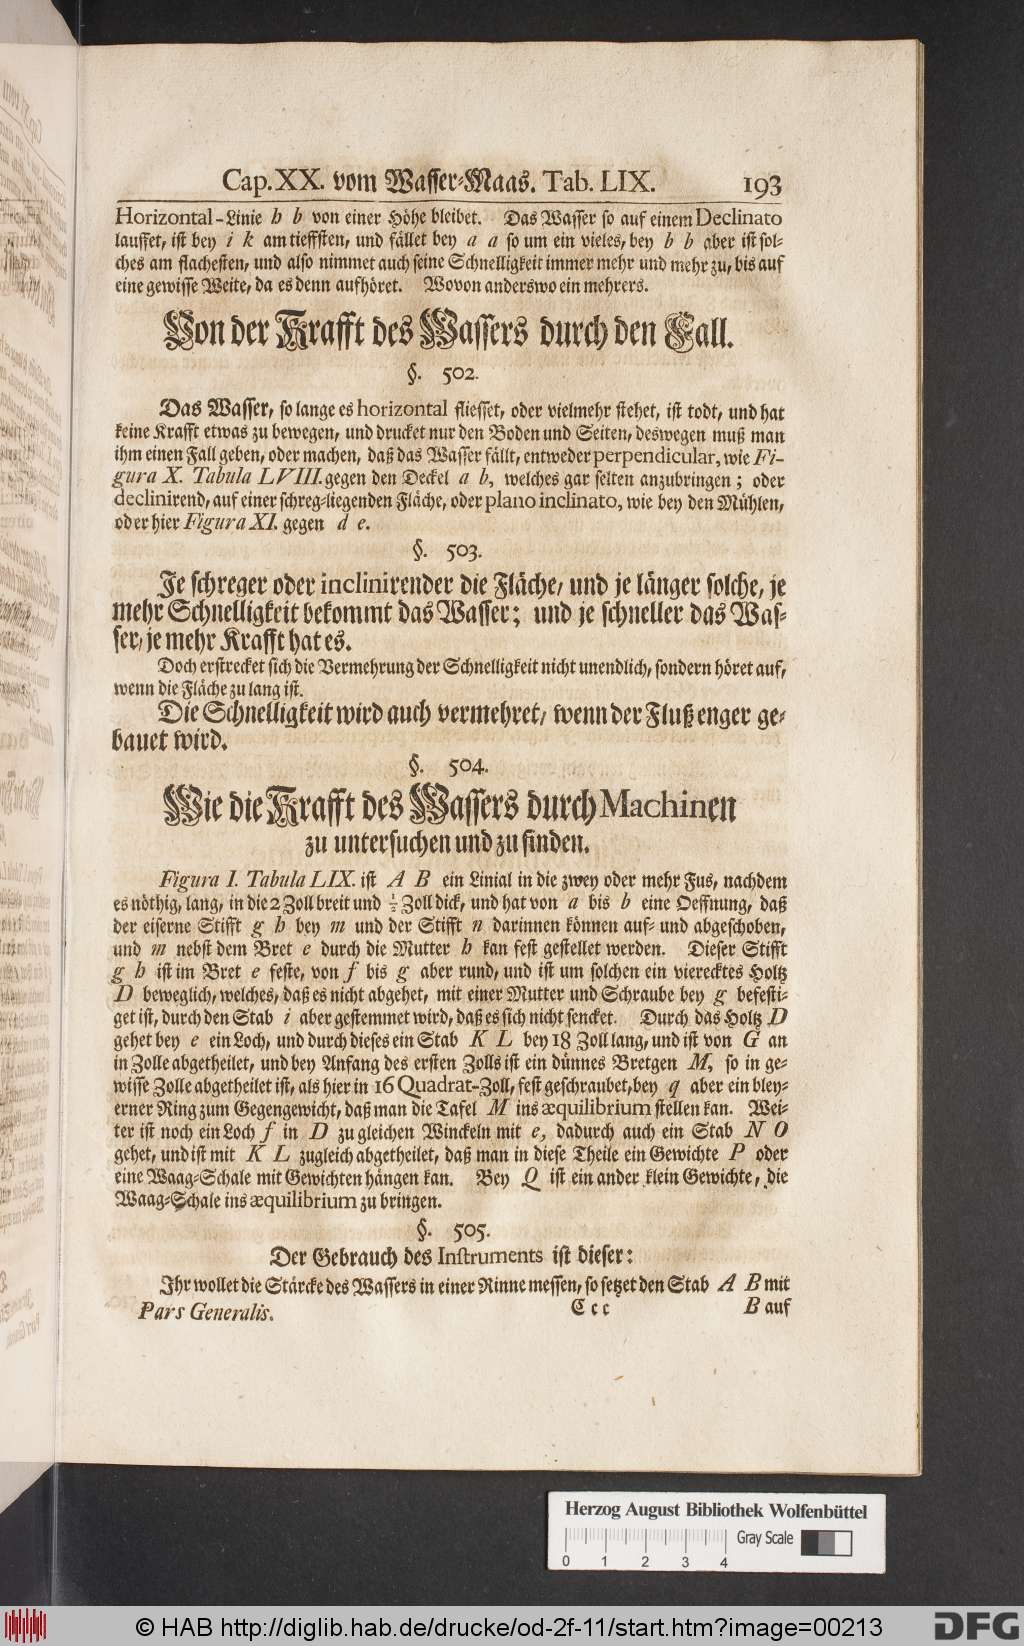 Cap. XX. vom Wasser-Maas. Tab. LIX. 193
Horizontal-Linie h b von einer Höhe bleibet. Das Wasser so auf einem Declinato
lauffet, ist bey i k am tieffsten, und fället bey a a so um ein vieles, bey b b aber ist sol-
ches am flachesten, und also nimmet auch seine Schnelligkeit immer mehr und mehr zu, bis auf
eine gewisse Weite, da es denn aufhöret. Wovon anderswo ein mehrers.
Von der Krafft des Wassers durch den Fall.
§. 502.
Das Wasser, so lange es horizontal fliesset, oder vielmehr stehet, ist todt, und hat
keine Krafft etwas zu bewegen, und drucket nur den Boden und Seiten, deswegen muß man
ihm einen Fall geben, oder machen, daß das Wasser fällt, entweder perpendicular, wie Fi-
gura X. Tabula LVIII. gegen den Deckel a b, welches gar selten anzubringen; oder
declinirend, auf einer schreg-liegenden Fläche, oder plano inclinato, wie bey den Mühlen,
oder hier Figura XI. gegen d e.
§. 503.
Je schreger oder inclinirender die Fläche, und je länger solche, je
mehr Schnelligkeit bekommt das Wasser; und je schneller das Was-
ser, je mehr Krafft hat es.
Doch erstrecket sich die Vermehrung der Schnelligkeit nicht unendlich, sondern höret auf,
wenn die Fläche zu lang ist.
Die Schnelligkeit wird auch vermehret, wenn der Fluß enger ge-
bauet wird.
§. 504.
Wie die Krafft des Wassers durch Machinen
zu untersuchen und zu finden.
Figura I. Tabula LIX. ist A B ein Linial in die zwey oder mehr Fus, nachdem
es nöthig, lang, in die 2 Zoll breit und ½ Zoll dick, und hat von a bis b eine Oeffnung, daß
der eiserne Stifft g h bey m und der Stifft n darinnen können auf- und abgeschoben,
und m nebst dem Bret e durch die Mutter h kan fest gestellet werden. Dieser Stifft
g h ist im Bret e feste, von f bis g aber rund, und ist um solchen ein vierecktes Holtz
D beweglich, welches, daß es nicht abgehet, mit einer Mutter und Schraube bey g befesti-
get ist, durch den Stab i aber gestemmet wird, daß es sich nicht sencket. Durch das Holtz D
gehet bey e ein Loch, und durch dieses ein Stab K L bey 18 Zoll lang, und ist von G an
in Zolle abgetheilet, und bey Anfang des ersten Zolls ist ein dünnes Bretgen M, so in ge-
wisse Zolle abgetheilet ist, als hier in 16 Quadrat-Zoll, fest geschraubet, bey q aber ein bley-
erner Ring zum Gegengewicht, daß man die Tafel M ins æquilibrium stellen kan. Wei-
ter ist noch ein Loch f in D zu gleichen Winckeln mit e, dadurch auch ein Stab N O
gehet, und ist mit K L zugleich abgetheilet, daß man in diese Theile ein Gewichte P oder
eine Waag-Schale mit Gewichten hängen kan. Bey Q ist ein ander klein Gewichte, die
Waag-Schale ins æquilibrium zu bringen.
§. 505.
Der Gebrauch des Instruments ist dieser:
Ihr wollet die Stärcke des Wassers in einer Rinne messen, so setzet den Stab A B mit
Pars Generalis. Ccc B auf
Herzog August Bibliothek Wolfenbüttel
Gray Scale
0 1 2 3 4
© HAB http://diglib.hab.de/drucke/od-2f-11/start.htm?image=00213
DFG